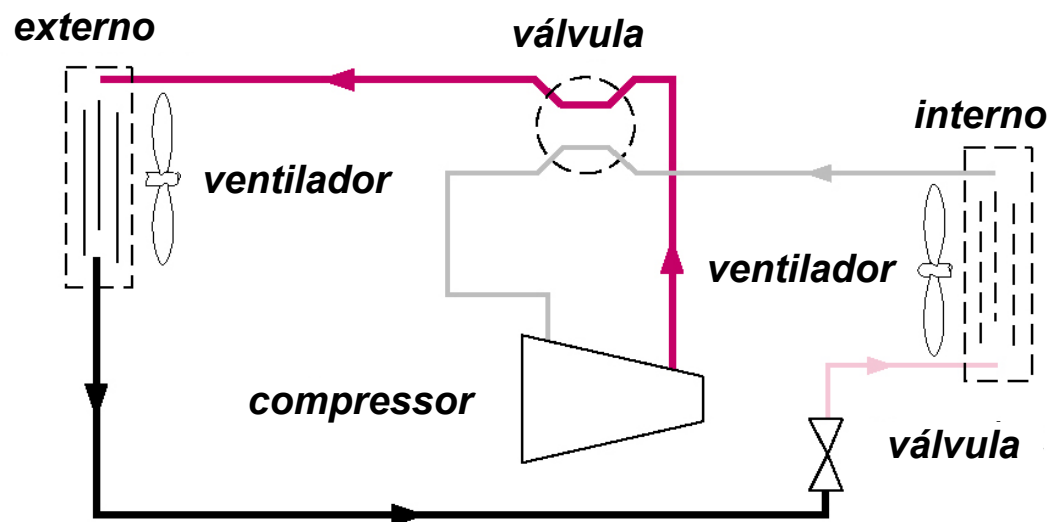 externo
válvula
interno
ventilador
ventilador
compressor
válvula